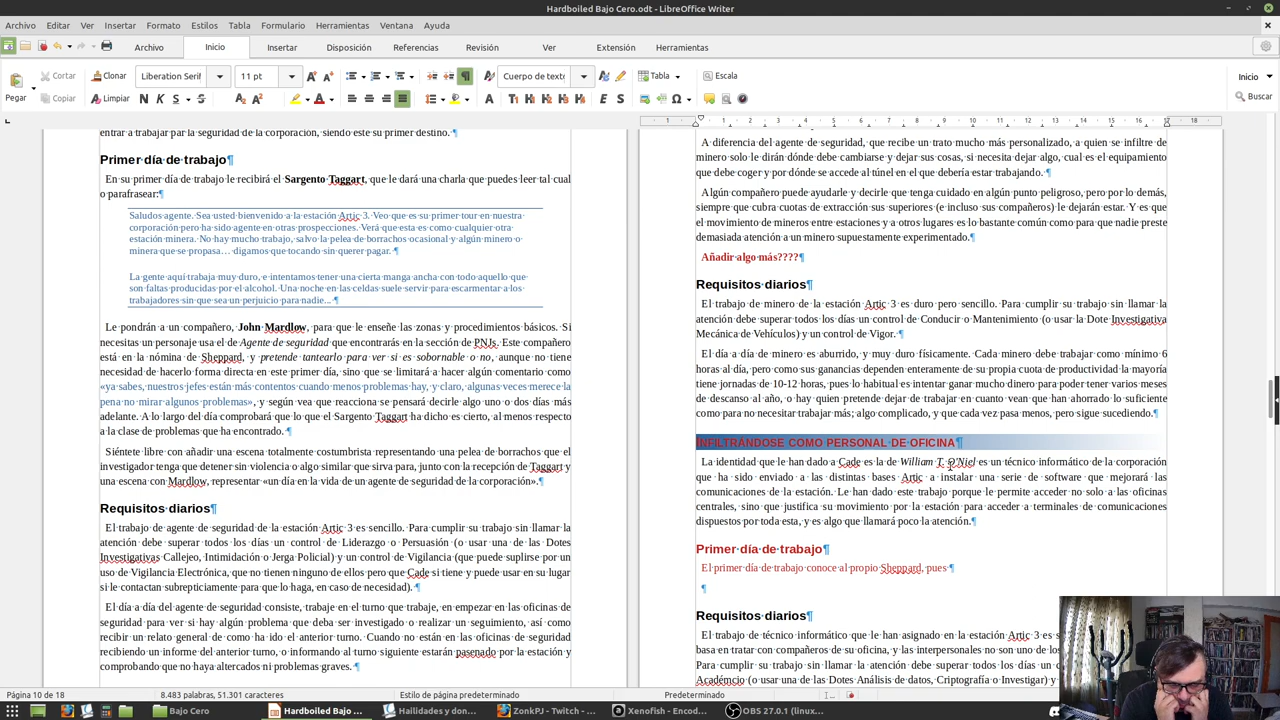 Hardboiled Bajo Cero.odt - LibreOffice Writer
Archivo Editar Ver Insertar Formato Estilos Tabla Formulario Herramientas Ventana Ayuda
Archivo Inicio Insertar Disposición Referencias Revisión Ver Extensión Herramientas
Pegar Cortar Copiar Clonar Limpiar Liberation Serif 11 pt Cuerpo de texto Tabla Escala Inicio Buscar
entrar a trabajar par la seguridad de la corporación, siendo este su primer destino.¶
Primer día de trabajo¶
En su primer día de trabajo le recibirá el Sargento Taggart, que le dará una charla que puedes leer tal cual
o parafrasear:¶
Saludos agente. Sea usted bienvenido a la estación Artic 3. Veo que es su primer tour en nuestra
corporación pero ha sido agente en otras prospecciones. Verá que esta es como cualquier otra
estación minera. No hay mucho trabajo, salvo la pelea de borrachos ocasional y algún minero o
minera que se propasa… digamos que tocando sin querer pagar. ¶
La gente aquí trabaja muy duro, e intentamos tener una cierta manga ancha con todo aquello que
son faltas producidas por el alcohol. Una noche en las celdas suele servir para escarmentar a los
trabajadores sin que sea un perjuicio para nadie... ¶
Le pondrán a un compañero, John Mardlow, para que le enseñe las zonas y procedimientos básicos. Si
necesitas un personaje usa el de Agente de seguridad que encontrarás en la sección de PNJs. Este compañero
está en la nómina de Sheppard, y pretende tantearlo para ver si es sobornable o no, aunque no tiene
necesidad de hacerlo forma directa en este primer día, sino que se limitará a hacer algún comentario como
«ya sabes, nuestros jefes están más contentos cuando menos problemas hay, y claro, algunas veces merece la
pena no mirar algunos problemas», y según vea que reacciona se pensará decirle algo uno o dos días más
adelante. A lo largo del día comprobará que lo que el Sargento Taggart ha dicho es cierto, al menos respecto
a la clase de problemas que ha encontrado. ¶
Siéntete libre con añadir una escena totalmente costumbrista representando una pelea de borrachos que el
investigador tenga que detener sin violencia o algo similar que sirva para, junto con la recepción de Taggart y
una escena con Mardlow, representar «un día en la vida de un agente de seguridad de la corporación».¶
Requisitos diarios¶
El trabajo de agente de seguridad de la estación Artic 3 es sencillo. Para cumplir su trabajo sin llamar la
atención debe superar todos los días un control de Liderazgo o Persuasión (o usar una de las Dotes
Investigativas Callejeo, Intimidación o Jerga Policial) y un control de Vigilancia (que puede suplirse por un
uso de Vigilancia Electrónica, que no tienen ninguno de ellos pero que Cade si tiene y puede usar en su lugar
si le contactan subrepticiamente para que lo haga, en caso de necesidad). ¶
El día a día del agente de seguridad consiste, trabaje en el turno que trabaje, en empezar en las oficinas de
seguridad para ver si hay algún problema que deba ser investigado o realizar un seguimiento, así como
recibir un relato general de como ha ido el anterior turno. Cuando no están en las oficinas de seguridad
recibiendo un informe del anterior turno, o informando al turno siguiente estarán pasenado por la estación y
comprobando que no haya altercados ni problemas graves. ¶
A diferencia del agente de seguridad, que recibe un trato mucho más personalizado, a quien se infiltre de
minero solo le dirán dónde debe cambiarse y dejar sus cosas, si necesita dejar algo, cual es el equipamiento
que debe coger y por dónde se accede al túnel en el que debería estar trabajando. ¶
Algún compañero puede ayudarle y decirle que tenga cuidado en algún punto peligroso, pero por lo demás,
siempre que cubra cuotas de extracción sus superiores (e incluso sus compañeros) le dejarán estar. Y es que
el movimiento de mineros entre estaciones y a otros lugares es lo bastante común como para que nadie preste
demasiada atención a un minero supuestamente experimentado.¶
Añadir algo más????¶
Requisitos diarios¶
El trabajo de minero de la estación Artic 3 es duro pero sencillo. Para cumplir su trabajo sin llamar la
atención debe superar todos los días un control de Conducir o Mantenimiento (o usar la Dote Investigativa
Mecánica de Vehículos) y un control de Vigor. ¶
El día a día de minero es aburrido, y muy duro físicamente. Cada minero debe trabajar como mínimo 6
horas al día, pero como sus ganancias dependen enteramente de su propia cuota de productividad la mayoría
tiene jornadas de 10-12 horas, pues lo habitual es intentar ganar mucho dinero para poder tener varios meses
de descanso al año, o hay quien pretende dejar de trabajar en cuanto vean que han ahorrado lo suficiente
como para no necesitar trabajar más; algo complicado, y que cada vez pasa menos, pero sigue sucediendo.¶
INFILTRÁNDOSE COMO PERSONAL DE OFICINA¶
La identidad que le han dado a Cade es la de William T. O'Niel es un técnico informático de la corporación
que ha sido enviado a las distintas bases Artic a instalar una serie de software que mejorará las
comunicaciones de la estación. Le han dado este trabajo porque le permite acceder no solo a las oficinas
centrales, sino que justifica su movimiento por la estación para acceder a terminales de comunicaciones
dispuestos por toda esta, y es algo que llamará poco la atención.¶
Primer día de trabajo¶
El primer día de trabajo conoce al propio Sheppard, pues ¶
¶
Requisitos diarios¶
El trabajo de técnico informático que le han asignado en la estación Artic 3 es
basa en tratar con compañeros de su oficina, y las interpersonales no son uno de los
Para cumplir su trabajo sin llamar la atención debe superar todos los días un
Académcio (o usar una de las Dotes Análisis de datos, Criptografía o Investigar) y
Página 10 de 18 8.483 palabras, 51.301 caracteres Estilo de página predeterminado Predeterminado
Bajo Cero Hardboiled Bajo ... Hailidades y don... ZonkPJ - Twitch - ... Xenofish - Encod... OBS 27.0.1 (linux...